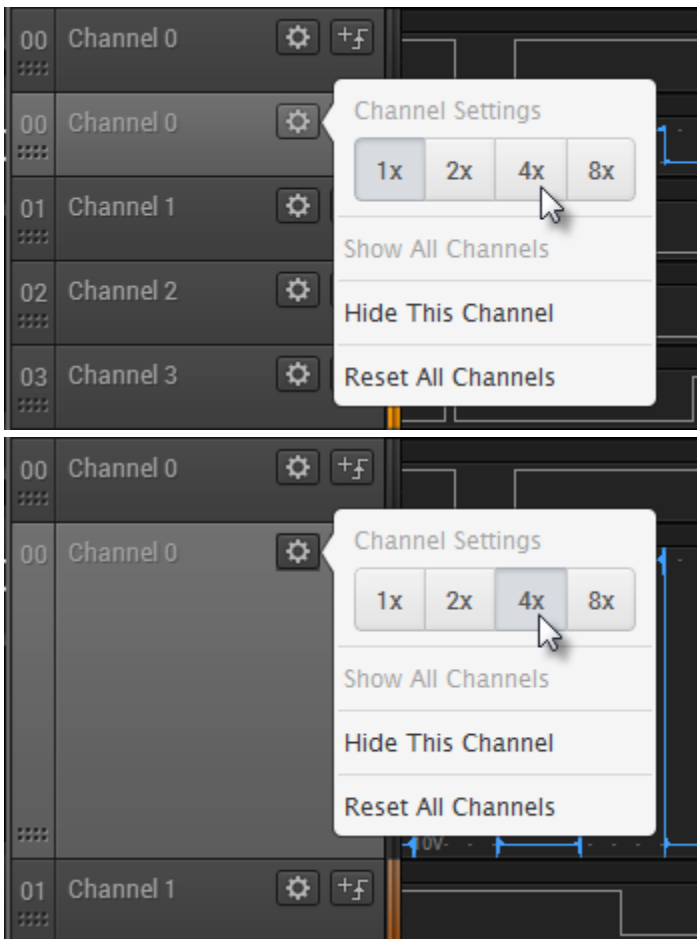 00 Channel 0
00 Channel 0
Channel Settings
1x 2x 4x 8x
01 Channel 1
Show All Channels
02 Channel 2
Hide This Channel
03 Channel 3
Reset All Channels
00 Channel 0
00 Channel 0
Channel Settings
1x 2x 4x 8x
Show All Channels
Hide This Channel
Reset All Channels
0V
01 Channel 1